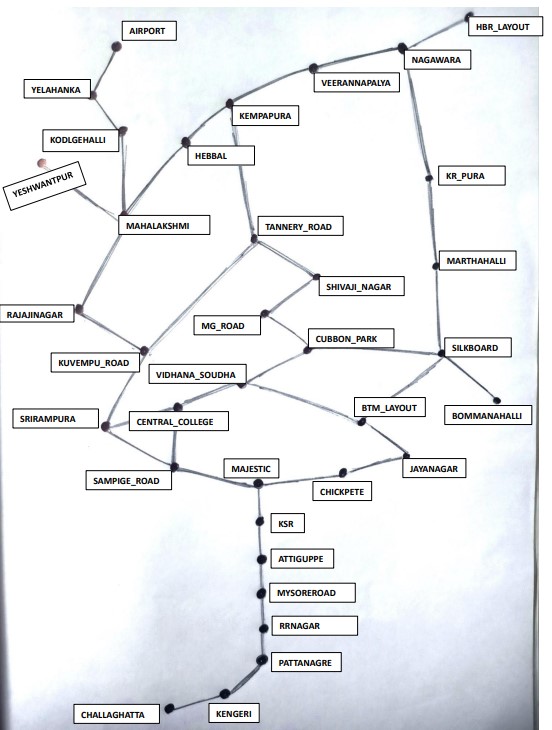 HBR_LAYOUT
AIRPORT
NAGAWARA
VEERANNAPALYA
YELAHANKA
KEMPAPURA
KODLGEHALLI
HEBBAL
YESHWANTPUR
KR_PURA
MAHALAKSHMI
TANNERY_ROAD
MARTHAHALLI
SHIVAJI_NAGAR
RAJAJINAGAR
MG_ROAD
CUBBON_PARK
SILKBOARD
KUVEMPU_ROAD
VIDHANA_SOUDHA
BTM_LAYOUT
BOMMANAHALLI
SRIRAMPURA
CENTRAL_COLLEGE
MAJESTIC
JAYANAGAR
SAMPIGE_ROAD
CHICKPETE
KSR
ATTIGUPPE
MYSOREROAD
RRNAGAR
PATTANAGRE
CHALLAGHATTA
KENGERI